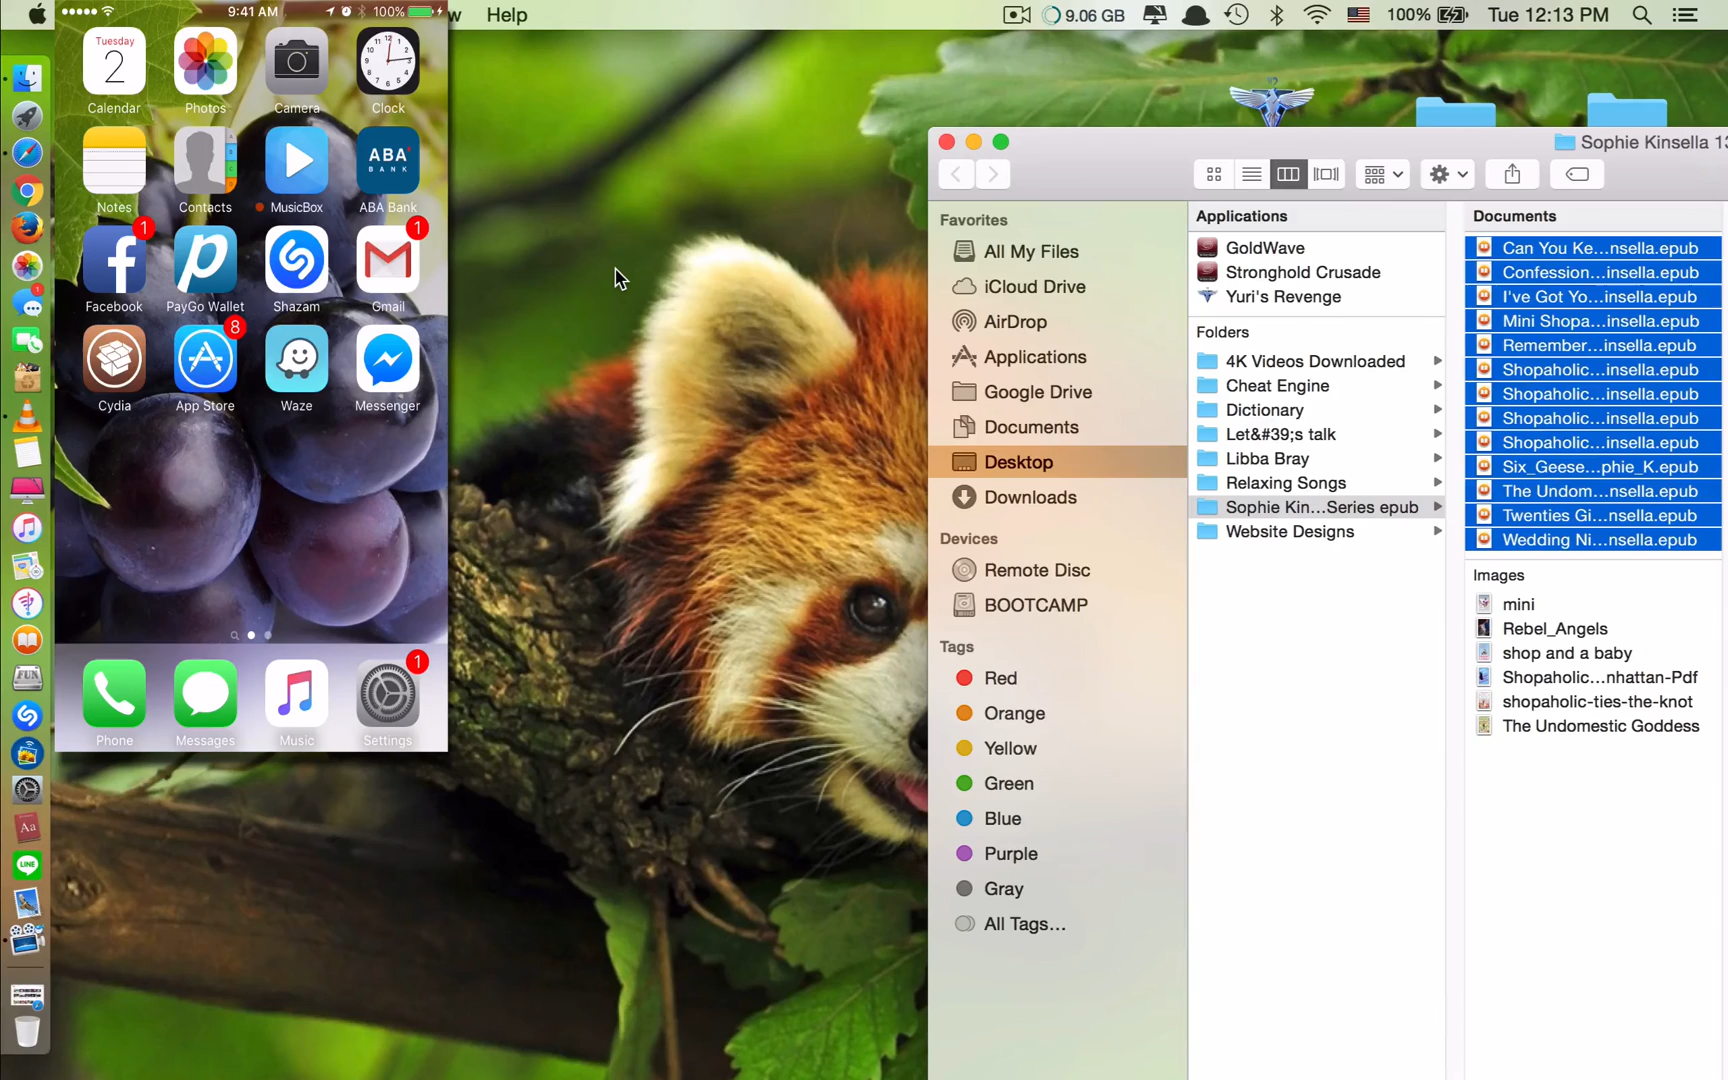 w Help
9.06 GB 100% Tue 12:13 PM
9:41 AM 100%
Tuesday
2
Calendar Photos Camera Clock
ABA
BANK
Notes Contacts MusicBox ABA Bank
1 1
Facebook PayGo Wallet Shazam Gmail
8
Cydia App Store Waze Messenger
1
Phone Messages Music Settings
FUN
Aa
LINE
Sophie Kinsella 13
Favorites
All My Files
iCloud Drive
AirDrop
Applications
Google Drive
Documents
Desktop
Downloads
Devices
Remote Disc
BOOTCAMP
Tags
Red
Orange
Yellow
Green
Blue
Purple
Gray
All Tags...
Applications
GoldWave
Stronghold Crusade
Yuri's Revenge
Folders
4K Videos Downloaded
Cheat Engine
Dictionary
Let&#39;s talk
Libba Bray
Relaxing Songs
Sophie Kin...Series epub
Website Designs
Documents
Can You Ke...nsella.epub
Confession...insella.epub
I've Got Yo...insella.epub
Mini Shopa...insella.epub
Remember...insella.epub
Shopaholic...insella.epub
Shopaholic...insella.epub
Shopaholic...insella.epub
Shopaholic...insella.epub
Six_Geese...phie_K.epub
The Undom...nsella.epub
Twenties Gi...nsella.epub
Wedding Ni...nsella.epub
Images
mini
Rebel_Angels
shop and a baby
Shopaholic...nhattan-Pdf
shopaholic-ties-the-knot
The Undomestic Goddess